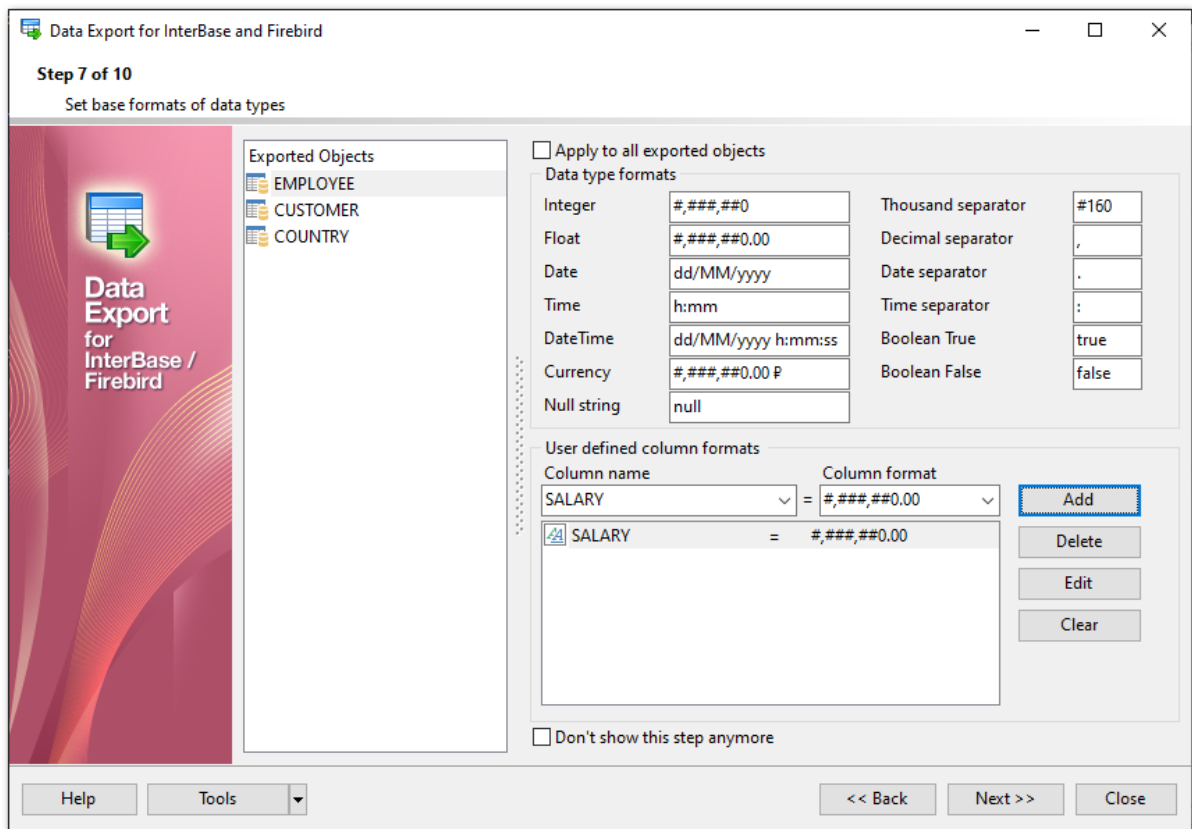 Data Export for InterBase and Firebird
Step 7 of 10
Set base formats of data types
Data
Export
for
InterBase /
Firebird
Exported Objects
EMPLOYEE
CUSTOMER
COUNTRY
Apply to all exported objects
Data type formats
Integer #,###,##0 Thousand separator #160
Float #,###,##0.00 Decimal separator ,
Date dd/MM/yyyy Date separator .
Time h:mm Time separator :
DateTime dd/MM/yyyy h:mm:ss Boolean True true
Currency #,###,##0.00 ₽ Boolean False false
Null string null
User defined column formats
Column name Column format
SALARY = #,###,##0.00 Add
SALARY = #,###,##0.00
Delete
Edit
Clear
Don't show this step anymore
Help Tools << Back Next >> Close